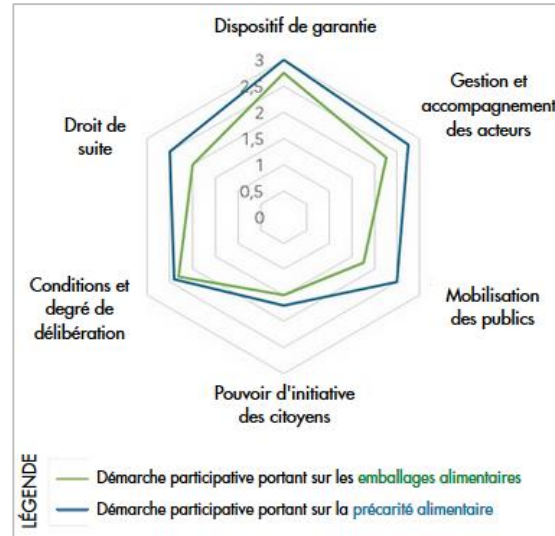 Dispositif de garantie
3
2,5
2
1,5
1
0,5
0
Gestion et
accompagnement
des acteurs
Mobilisation
des publics
Pouvoir d'initiative
des citoyens
Conditions et
degré de
délibération
Droit de
suite
LÉGENDE
Démarche participative portant sur les emballages alimentaires
Démarche participative portant sur la précarité alimentaire